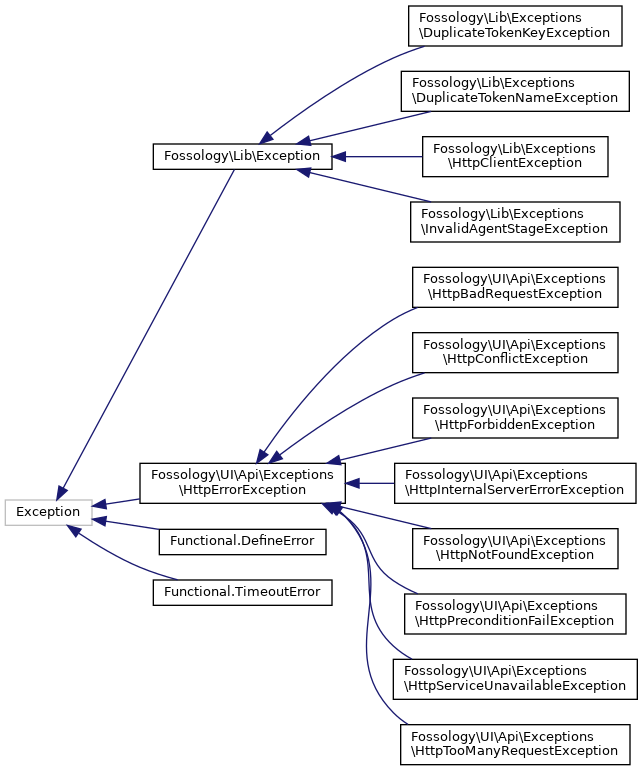 Fossology\Lib\Exceptions
\DuplicateTokenKeyException
Fossology\Lib\Exceptions
\DuplicateTokenNameException
Fossology\Lib\Exception
Fossology\Lib\Exceptions
\HttpClientException
Fossology\Lib\Exceptions
\InvalidAgentStageException
Fossology\UI\Api\Exceptions
\HttpBadRequestException
Fossology\UI\Api\Exceptions
\HttpConflictException
Fossology\UI\Api\Exceptions
\HttpForbiddenException
Fossology\UI\Api\Exceptions
\HttpErrorException
Fossology\UI\Api\Exceptions
\HttpInternalServerErrorException
Exception
Functional.DefineError
Fossology\UI\Api\Exceptions
\HttpNotFoundException
Functional.TimeoutError
Fossology\UI\Api\Exceptions
\HttpPreconditionFailException
Fossology\UI\Api\Exceptions
\HttpServiceUnavailableException
Fossology\UI\Api\Exceptions
\HttpTooManyRequestException